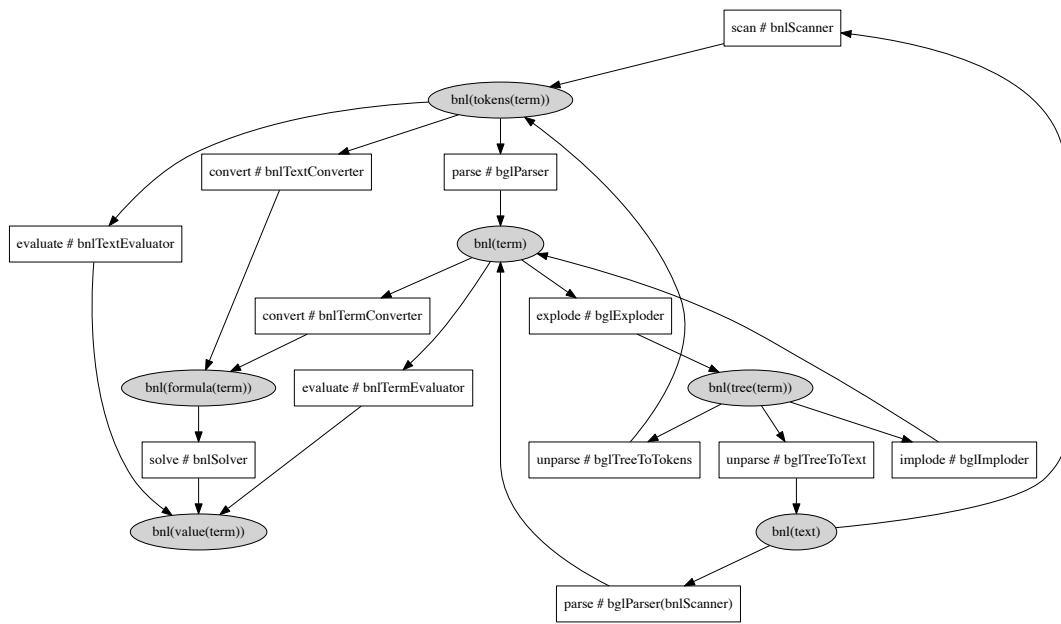 scan # bnlScanner
bnl(tokens(term))
convert # bnlTextConverter
parse # bglParser
evaluate # bnlTextEvaluator
bnl(term)
convert # bnlTermConverter
explode # bglExploder
bnl(formula(term))
evaluate # bnlTermEvaluator
bnl(tree(term))
solve # bnlSolver
unparse # bglTreeToTokens
unparse # bglTreeToText
implode # bglImploder
bnl(value(term))
bnl(text)
parse # bglParser(bnlScanner)